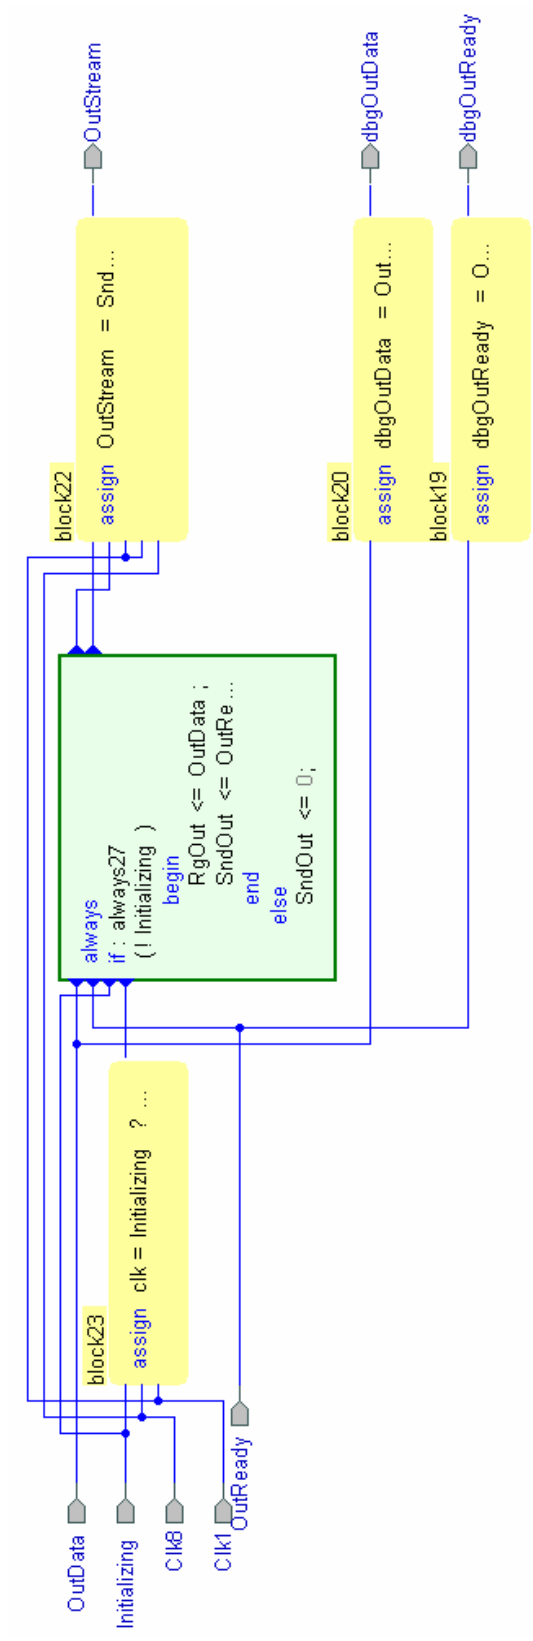 OutData
Initializing
Clk8
Clk1
OutReady
block23
assign clk = Initializing ? ...
always
if : always27
(! Initializing )
begin
RgOut <= OutData ;
SndOut <= OutRe ...
end
else
SndOut <= 0;
block22
assign OutStream = Snd...
block20
assign dbgOutData = Out...
block19
assign dbgOutReady = O...
OutStream
dbgOutData
dbgOutReady